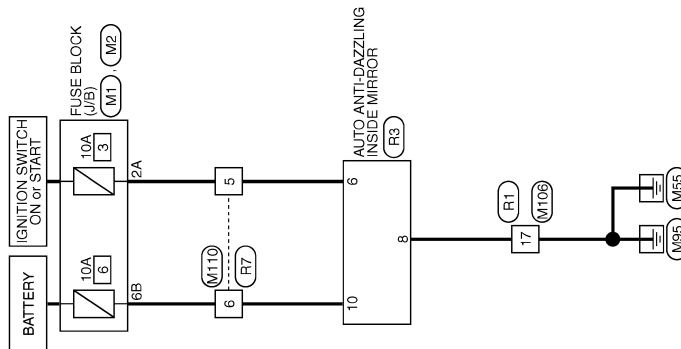 IGNITION SWITCH
ON or START
BATTERY
FUSE BLOCK
(J/B)
M1 , M2
10A
3
10A
6
2A
6B
5
M110
6
R7
AUTO ANTI-DAZZLING
INSIDE MIRROR
R3
6
10
8
R1
17
M106
M55
M95